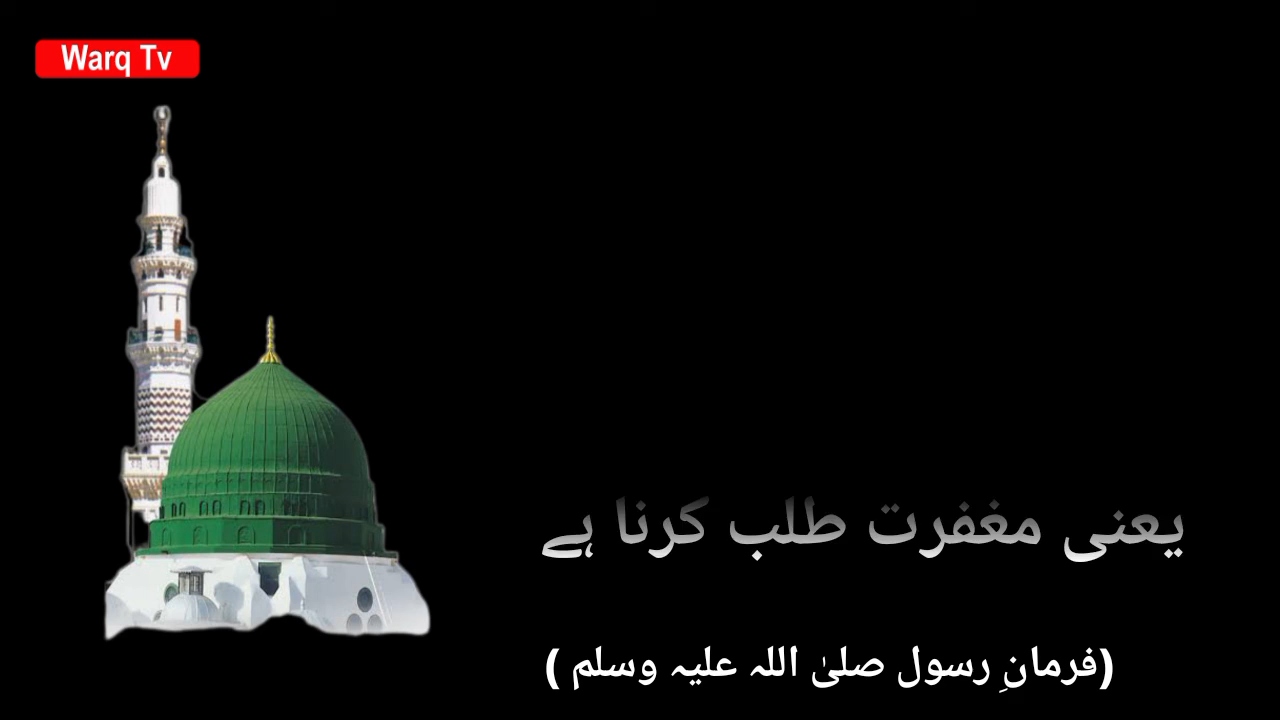 Warq Tv
یعنی مغفرت طلب کرنا ہے
(فرمانِ رسول صلیٰ اللہ علیہ وسلم )